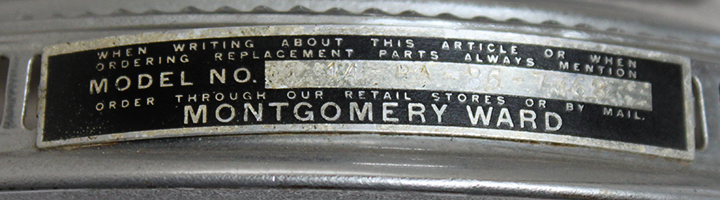 WHEN WRITING ABOUT THIS ARTICLE OR WHEN
ORDERING REPLACEMENT PARTS ALWAYS MENTION
MODEL NO.
ORDER THROUGH OUR RETAIL STORES OR BY MAIL.
MONTGOMERY WARD